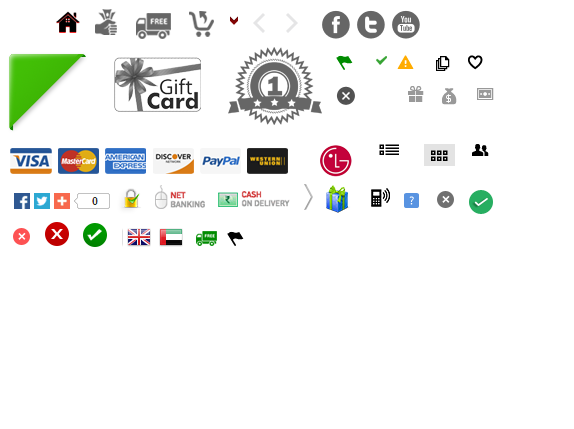 FREE
You
Tube
Gift
Card
1
VISA
MasterCard
AMERICAN
EXPRESS
DISCOVER
PayPal
WESTERN
UNION
LG
0
NET
BANKING
CASH
ON DELIVERY
?
FREE